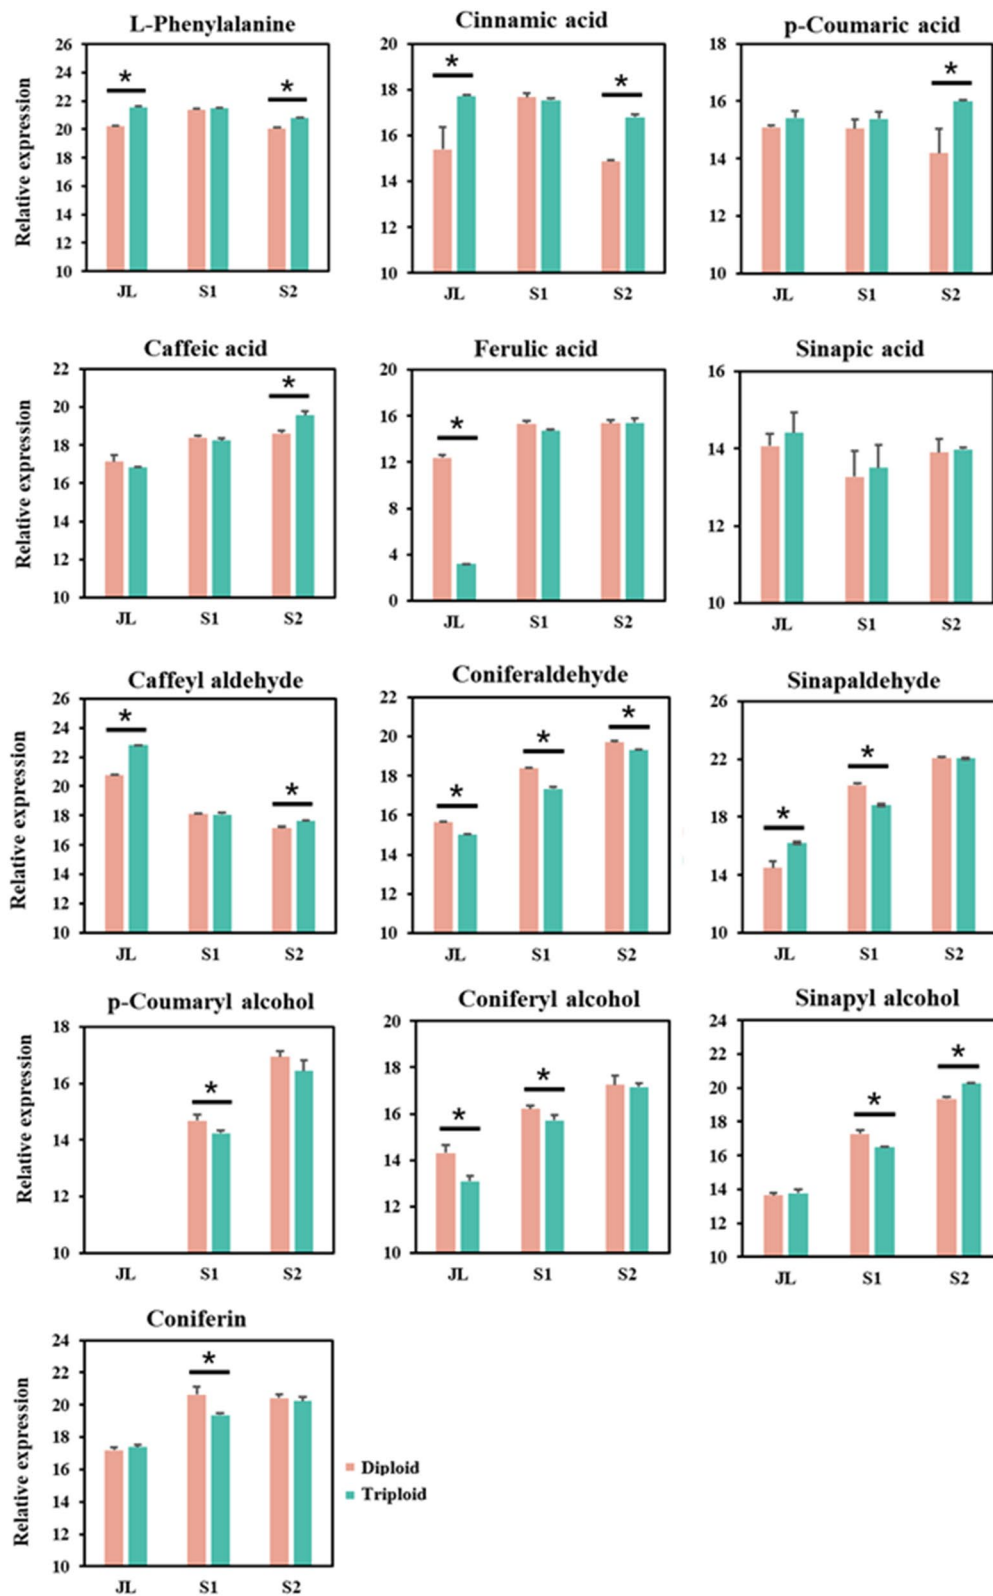 L-Phenylalanine
Cinnamic acid
p-Coumaric acid
Relative expression
26
24
22
20
18
16
14
12
10
*
*
JL
S1
S2
20
18
16
14
12
10
*
*
JL
S1
S2
18
16
14
12
10
*
JL
S1
S2
Caffeic acid
Ferulic acid
Sinapic acid
Relative expression
22
20
18
16
14
12
10
*
JL
S1
S2
20
16
12
8
4
0
*
JL
S1
S2
16
14
12
10
JL
S1
S2
Caffeyl aldehyde
Coniferaldehyde
Sinapaldehyde
Relative expression
26
24
22
20
18
16
14
12
10
*
*
JL
S1
S2
22
20
18
16
14
12
10
*
*
*
JL
S1
S2
26
22
18
14
10
*
*
JL
S1
S2
p-Coumaryl alcohol
Coniferyl alcohol
Sinapyl alcohol
Relative expression
18
16
14
12
10
*
JL
S1
S2
20
18
16
14
12
10
*
*
JL
S1
S2
24
22
20
18
16
14
12
10
*
*
JL
S1
S2
Coniferin
Relative expression
24
22
20
18
16
14
12
10
*
JL
S1
S2
Diploid
Triploid